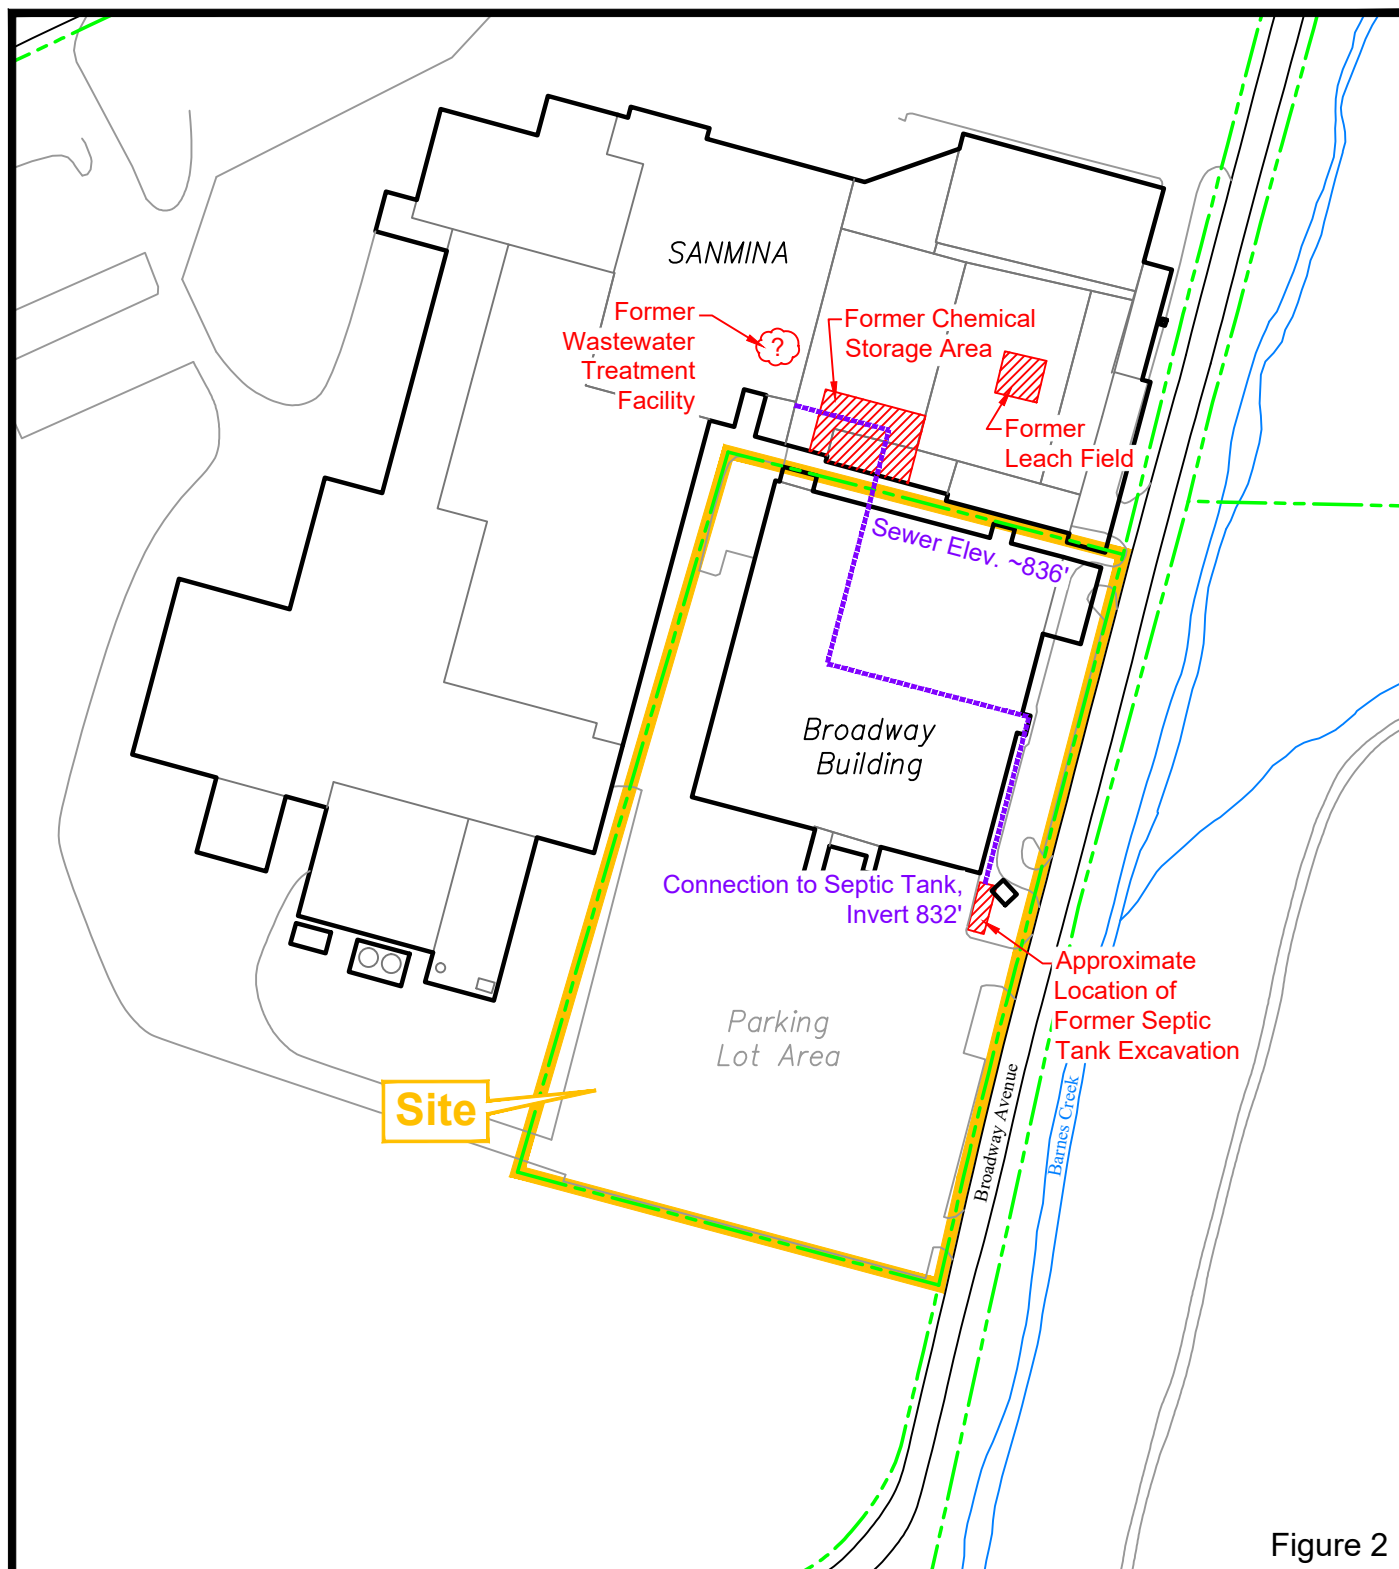 SANMINA
Former
Wastewater
Treatment
Facility
?
Former Chemical
Storage Area
Former
Leach Field
Sewer Elev. ~836'
Broadway
Building
Connection to Septic Tank,
Invert 832'
Approximate
Location of
Former Septic
Tank Excavation
Parking
Lot Area
Site
Broadway Avenue
Barnes Creek
Figure 2